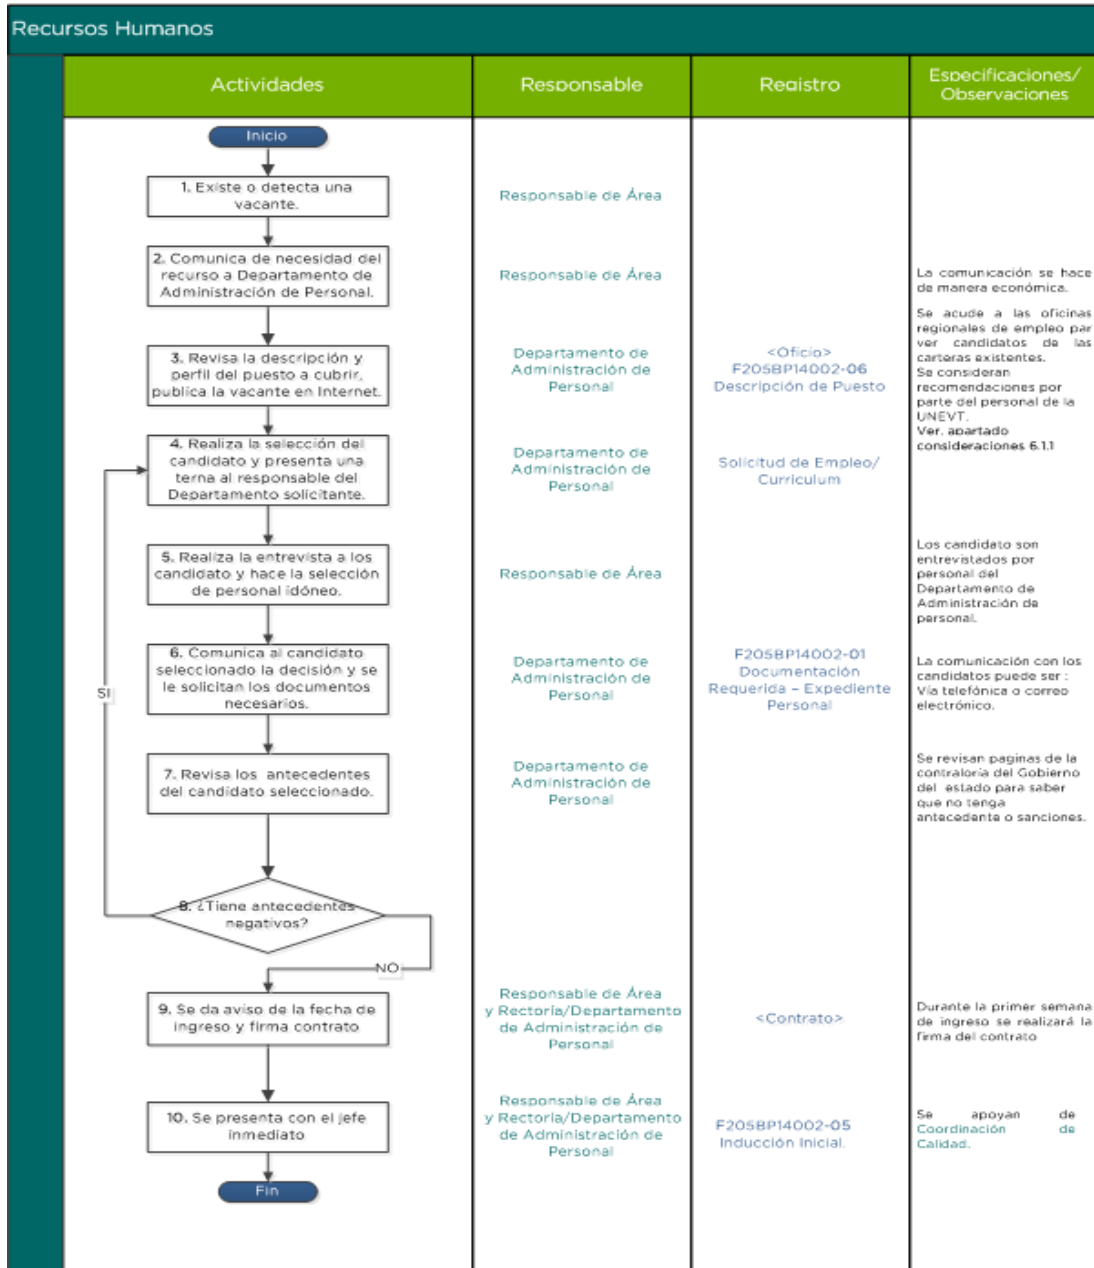 Recursos Humanos
Actividades
Responsable
Registro
Especificaciones/
Observaciones
Inicio
1. Existe o detecta una
vacante.
Responsable de Área
2. Comunica de necesidad del
recurso a Departamento de
Administración de Personal.
Responsable de Área
La comunicación se hace
de manera económica.
3. Revisa la descripción y
perfil del puesto a cubrir,
publica la vacante en Internet.
Departamento de
Administración de
Personal
<Oficio>
F205BP14002-06
Descripción de Puesto
Se acude a las oficinas
regionales de empleo par
ver candidatos de las
carteras existentes.
Se consideran
recomendaciones por
parte del personal de la
UNEVT.
Ver. apartado
consideraciones 6.1.1
4. Realiza la selección del
candidato y presenta una
terna al responsable del
Departamento solicitante.
Departamento de
Administración de
Personal
Solicitud de Empleo/
Curriculum
5. Realiza la entrevista a los
candidato y hace la selección
de personal idóneo.
Responsable de Área
Los candidato son
entrevistados por
personal del
Departamento de
Administración de
personal.
6. Comunica al candidato
seleccionado la decisión y se
le solicitan los documentos
necesarios.
Departamento de
Administración de
Personal
F205BP14002-01
Documentación
Requerida – Expediente
Personal
La comunicación con los
candidatos puede ser :
Vía telefónica o correo
electrónico.
SI
7. Revisa los antecedentes
del candidato seleccionado.
Departamento de
Administración de
Personal
Se revisan paginas de la
contraloría del Gobierno
del estado para saber
que no tenga
antecedente o sanciones.
8. ¿Tiene antecedentes
negativos?
NO
9. Se da aviso de la fecha de
ingreso y firma contrato
Responsable de Área
y Rectoría/Departamento
de Administración de
Personal
<Contrato>
Durante la primer semana
de ingreso se realizará la
firma del contrato
10. Se presenta con el jefe
inmediato
Responsable de Área
y Rectoría/Departamento
de Administración de
Personal
F205BP14002-05
Inducción Inicial.
Se apoyan de
Coordinación de
Calidad.
Fin